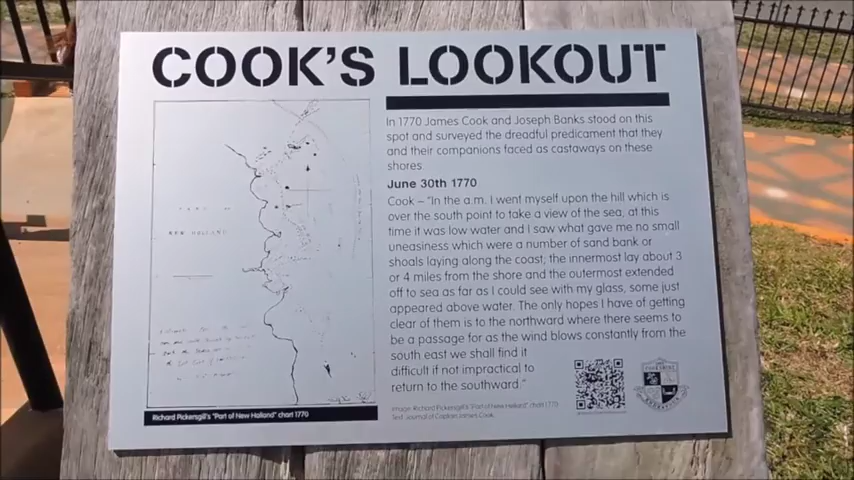 COOK'S LOOKOUT
In 1770 James Cook and Joseph Banks stood on this
spot and surveyed the dreadful predicament that they
and their companions faced as castaways on these
shores.
June 30th 1770
Cook – "In the a.m. I went myself upon the hill which is
over the south point to take a view of the sea, at this
time it was low water and I saw what gave me no small
uneasiness which were a number of sand bank or
shoals laying along the coast; the innermost lay about 3
or 4 miles from the shore and the outermost extended
off to sea as far as I could see with my glass, some just
appeared above water. The only hopes I have of getting
clear of them is to the northward where there seems to
be a passage for as the wind blows constantly from the
south east we shall find it
difficult if not impractical to
return to the southward."
NEW HOLLAND
Richard Pickersgill's "Part of New Holland" chart 1770
Image: Richard Pickersgill's "Part of New Holland" chart 1770
Text: Journal of Captain James Cook